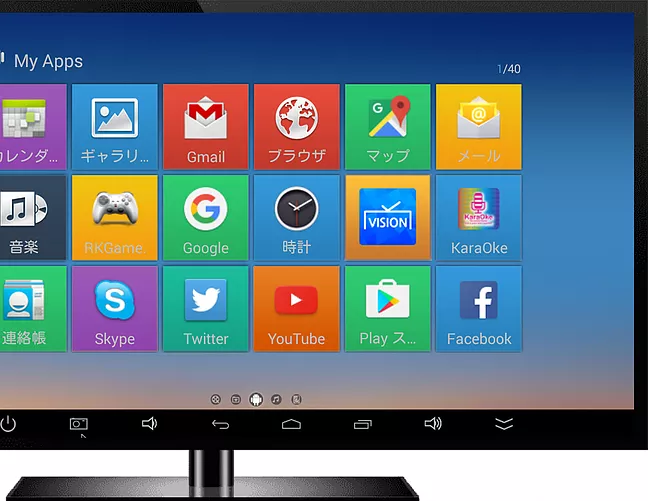 My Apps
1/40
カレンダ...
ギャラリ...
Gmail
ブラウザ
マップ
メール
音楽
RKGame.
Google
時計
VISION
KaraOke
KaraOke
連絡帳
Skype
Twitter
YouTube
Play ス...
Facebook